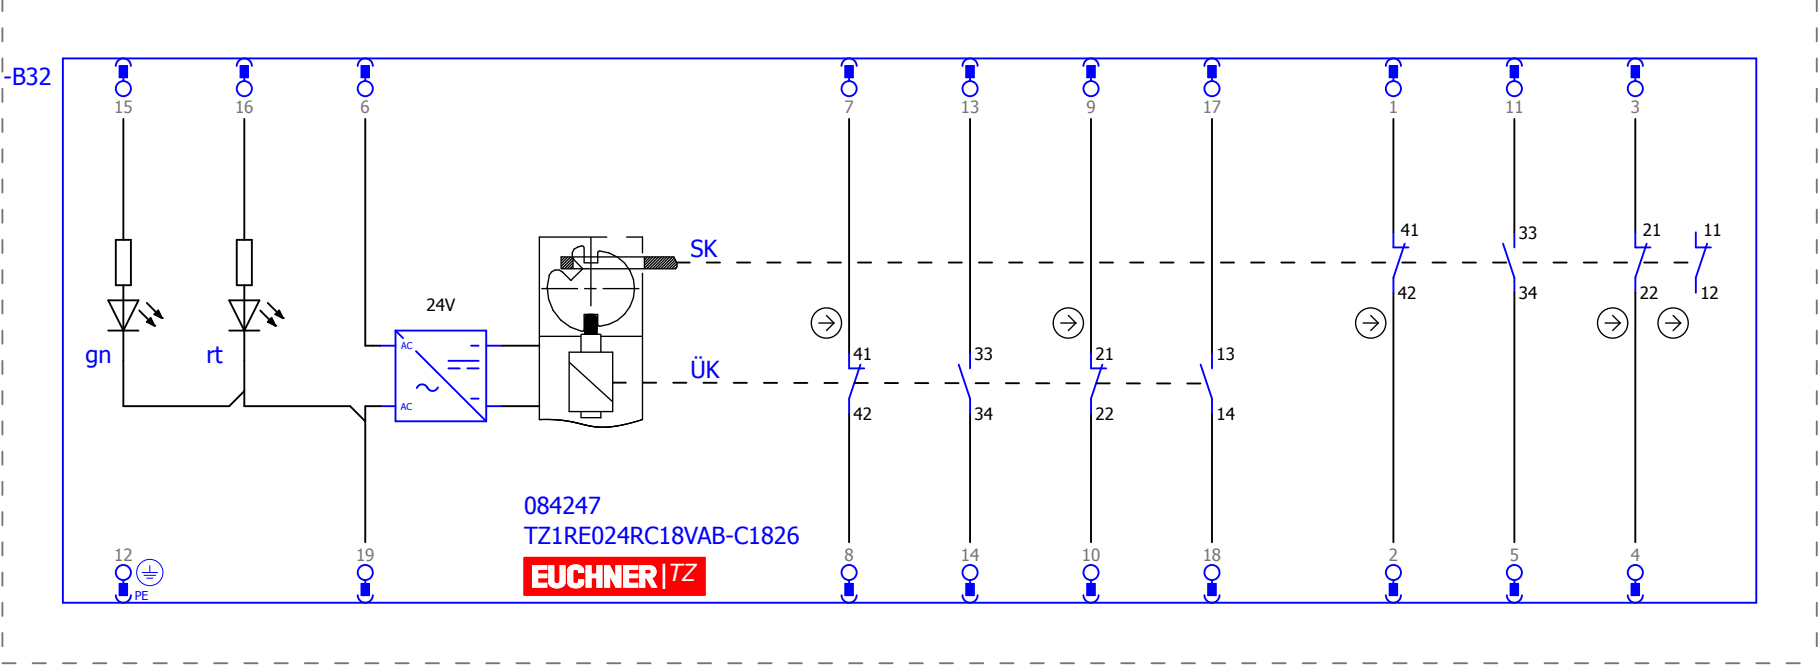 -B32
15 16 6 7 13 9 17 1 11 3
SK
41 33 21 11
42 34 22 12
24V
gn rt
AC
AC
ÜK
41 33 21 13
42 34 22 14
084247
TZ1RE024RC18VAB-C1826
EUCHNER TZ
12 19 8 14 10 18 2 5 4
PE